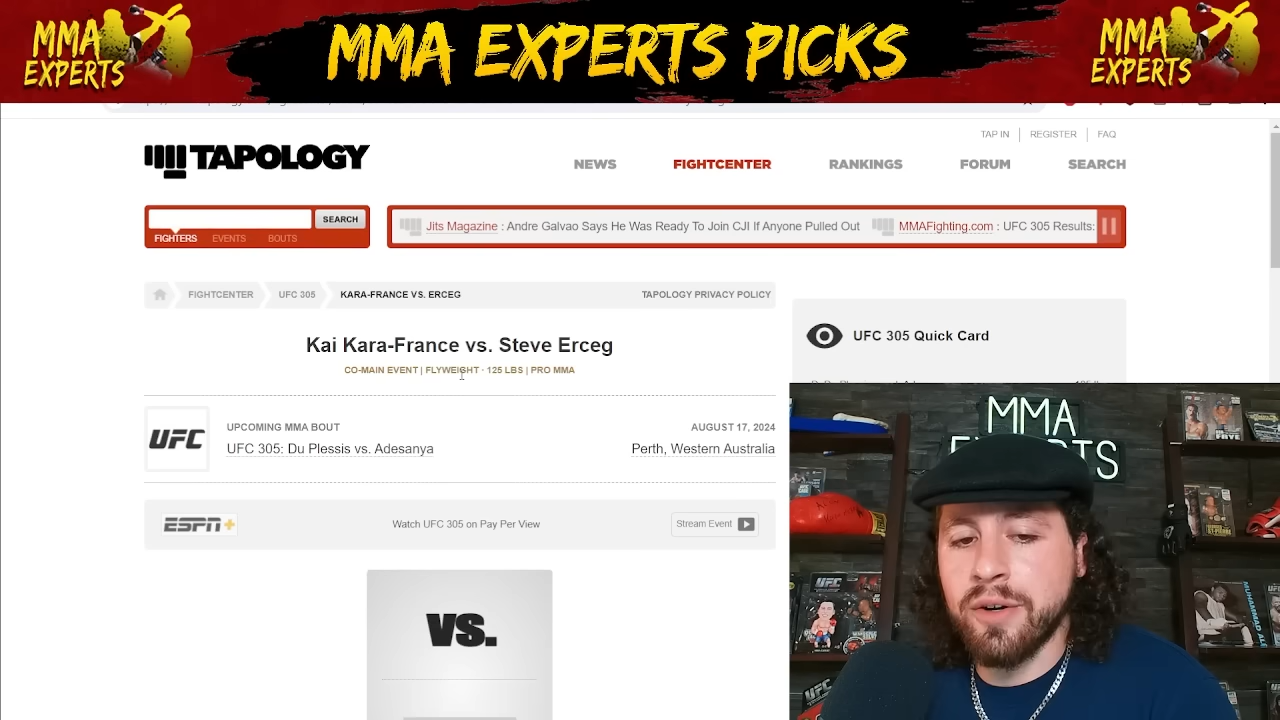 MMA EXPERTS
MMA EXPERTS PICKS
MMA EXPERTS
TAP IN
REGISTER
FAQ
TAPOLOGY
NEWS
FIGHTCENTER
RANKINGS
FORUM
SEARCH
SEARCH
FIGHTERS
EVENTS
BOUTS
Jits Magazine : Andre Galvao Says He Was Ready To Join CJI If Anyone Pulled Out
MMAFighting.com : UFC 305 Results:
FIGHTCENTER
UFC 305
KARA-FRANCE VS. ERCEG
TAPOLOGY PRIVACY POLICY
Kai Kara-France vs. Steve Erceg
CO-MAIN EVENT | FLYWEIGHT · 125 LBS | PRO MMA
UFC 305 Quick Card
UFC
UPCOMING MMA BOUT
AUGUST 17, 2024
UFC 305: Du Plessis vs. Adesanya
Perth, Western Australia
ESPN+
Watch UFC 305 on Pay Per View
Stream Event
VS.
MMA
EXPERTS
FRYE
UFC
MUHAMMAD AL
UFC